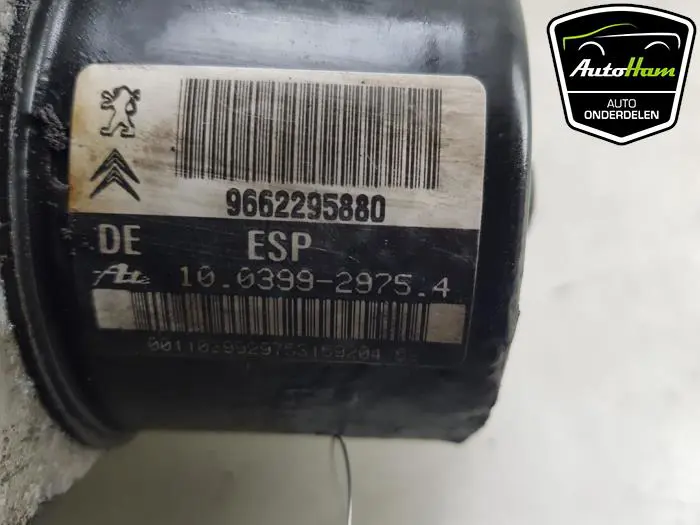 AutoHam
AUTO
ONDERDELEN
9662295880
DE ESP
Ate 10.0399-2975.4